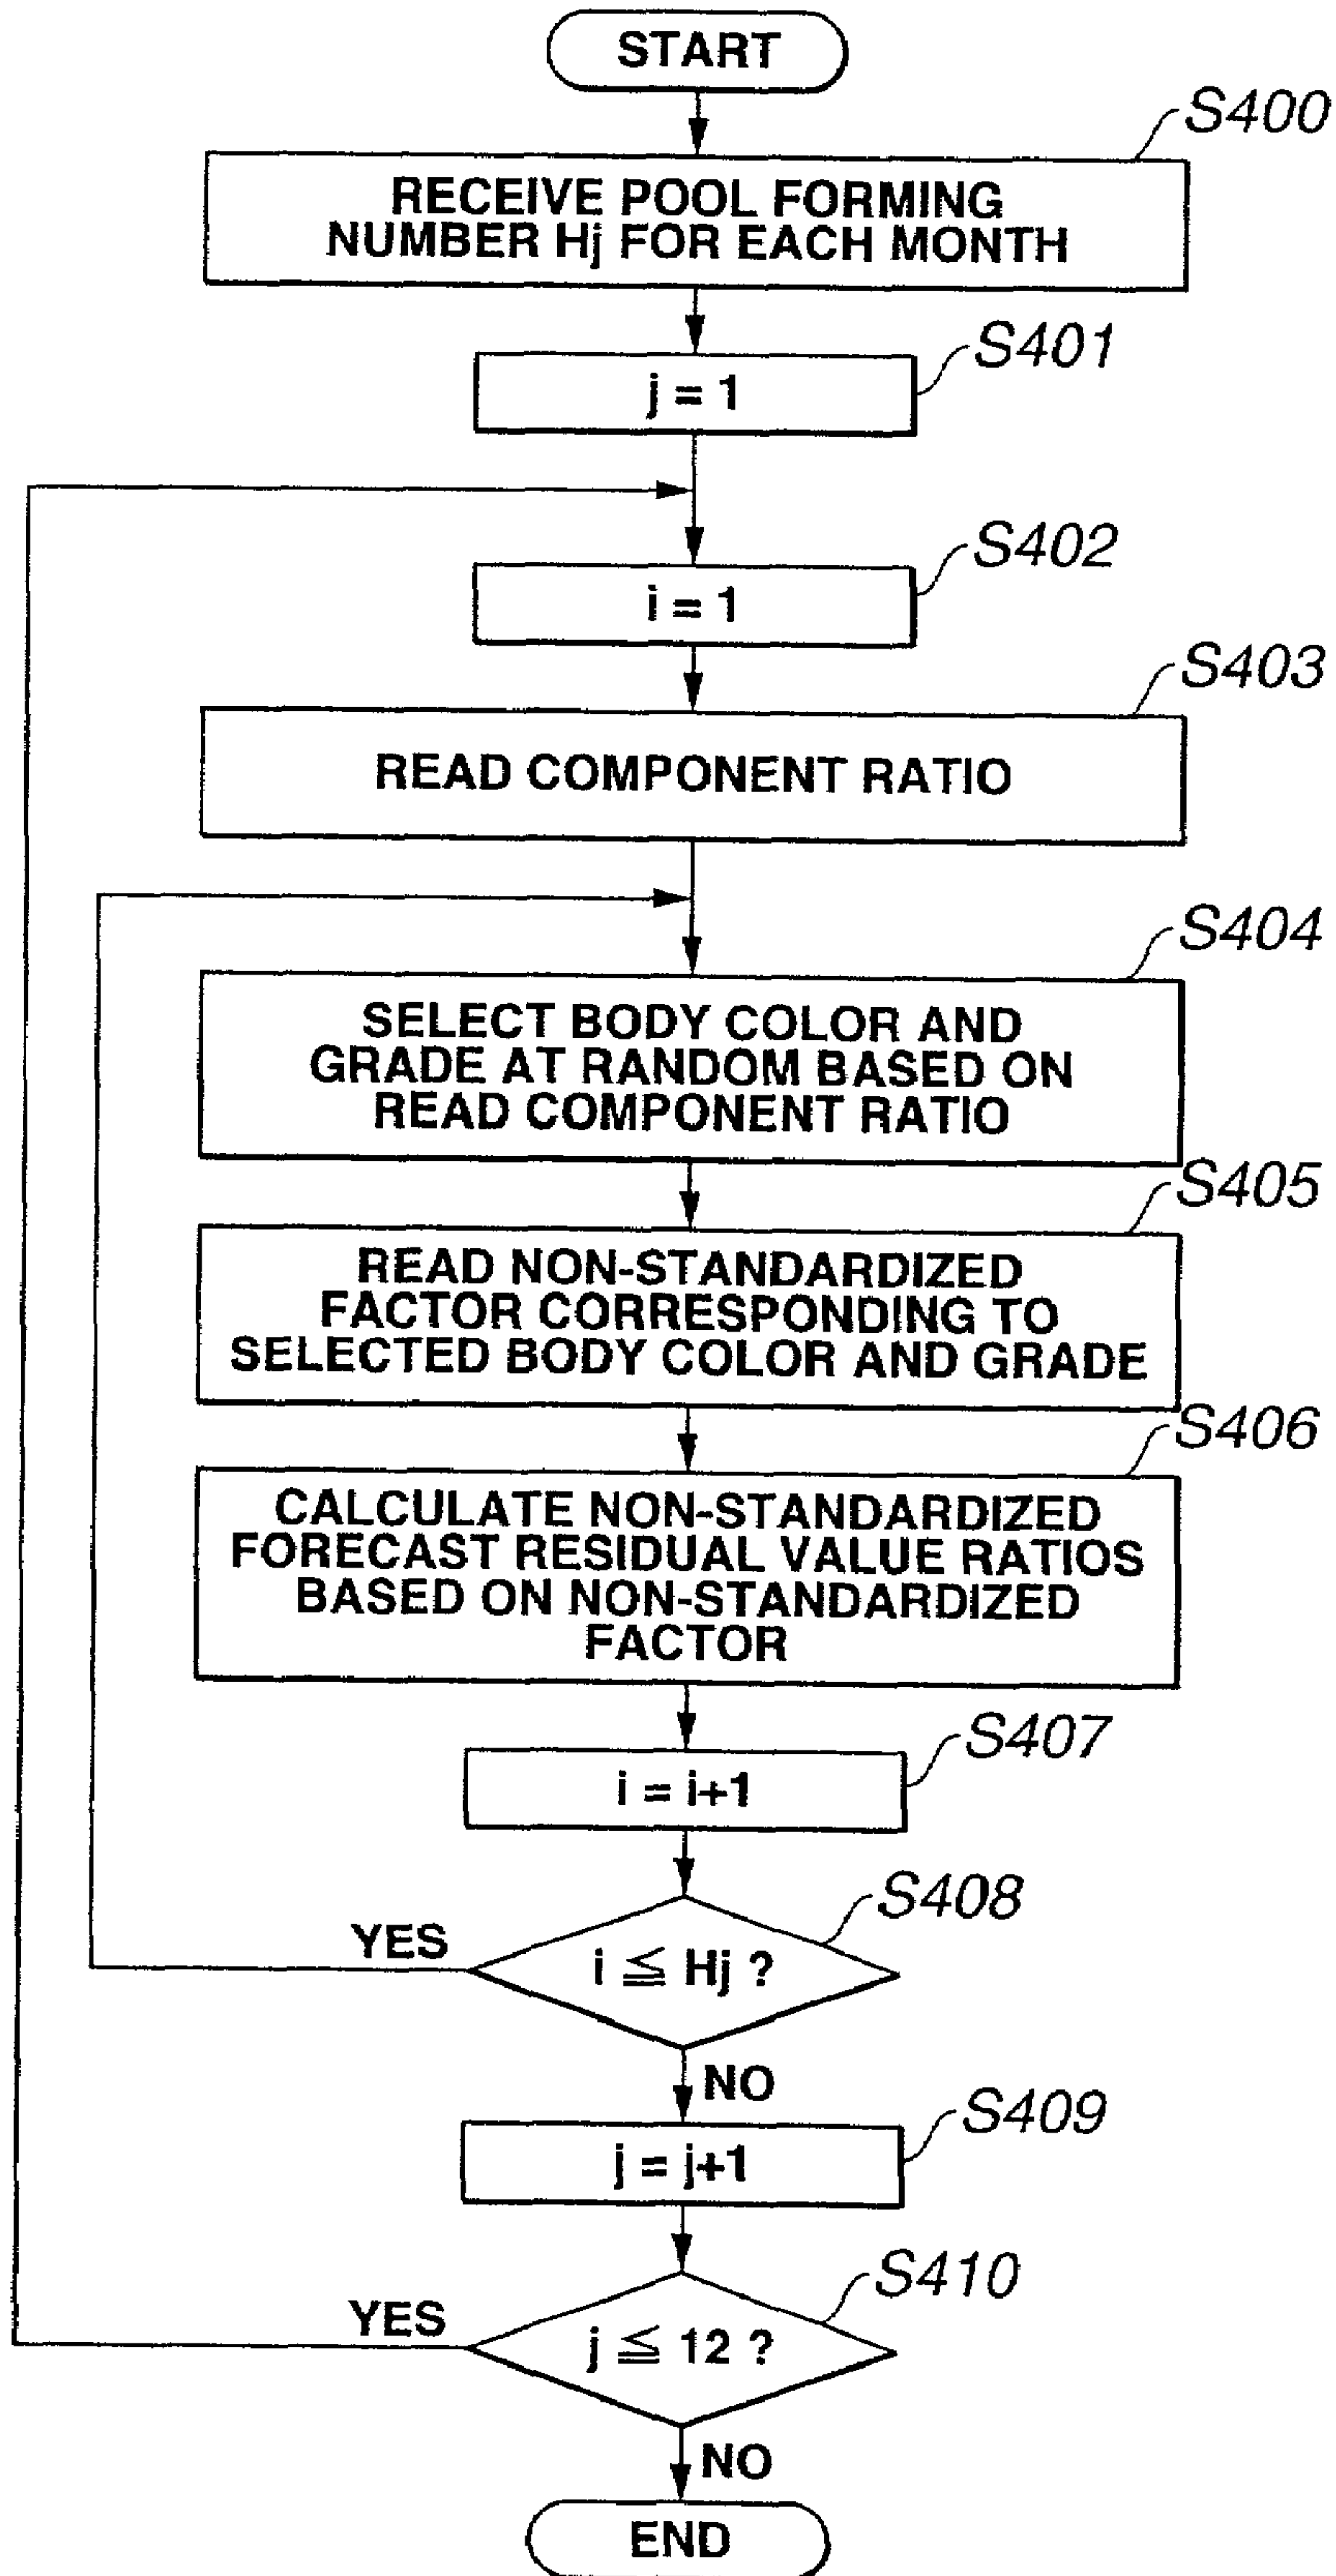 START
S400
RECEIVE POOL FORMING
NUMBER Hj FOR EACH MONTH
S401
j = 1
S402
i = 1
S403
READ COMPONENT RATIO
S404
SELECT BODY COLOR AND
GRADE AT RANDOM BASED ON
READ COMPONENT RATIO
S405
READ NON-STANDARDIZED
FACTOR CORRESPONDING TO
SELECTED BODY COLOR AND GRADE
S406
CALCULATE NON-STANDARDIZED
FORECAST RESIDUAL VALUE RATIOS
BASED ON NON-STANDARDIZED
FACTOR
S407
i = i+1
S408
YES
i ≦ Hj ?
NO
S409
j = j+1
S410
YES
j ≦ 12 ?
NO
END